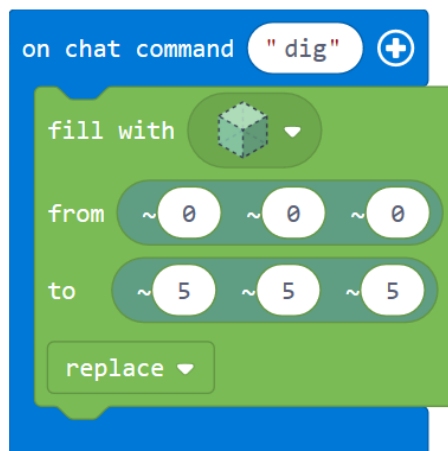 on chat command "dig"
fill with
from ~0 ~0 ~0
to ~5 ~5 ~5
replace